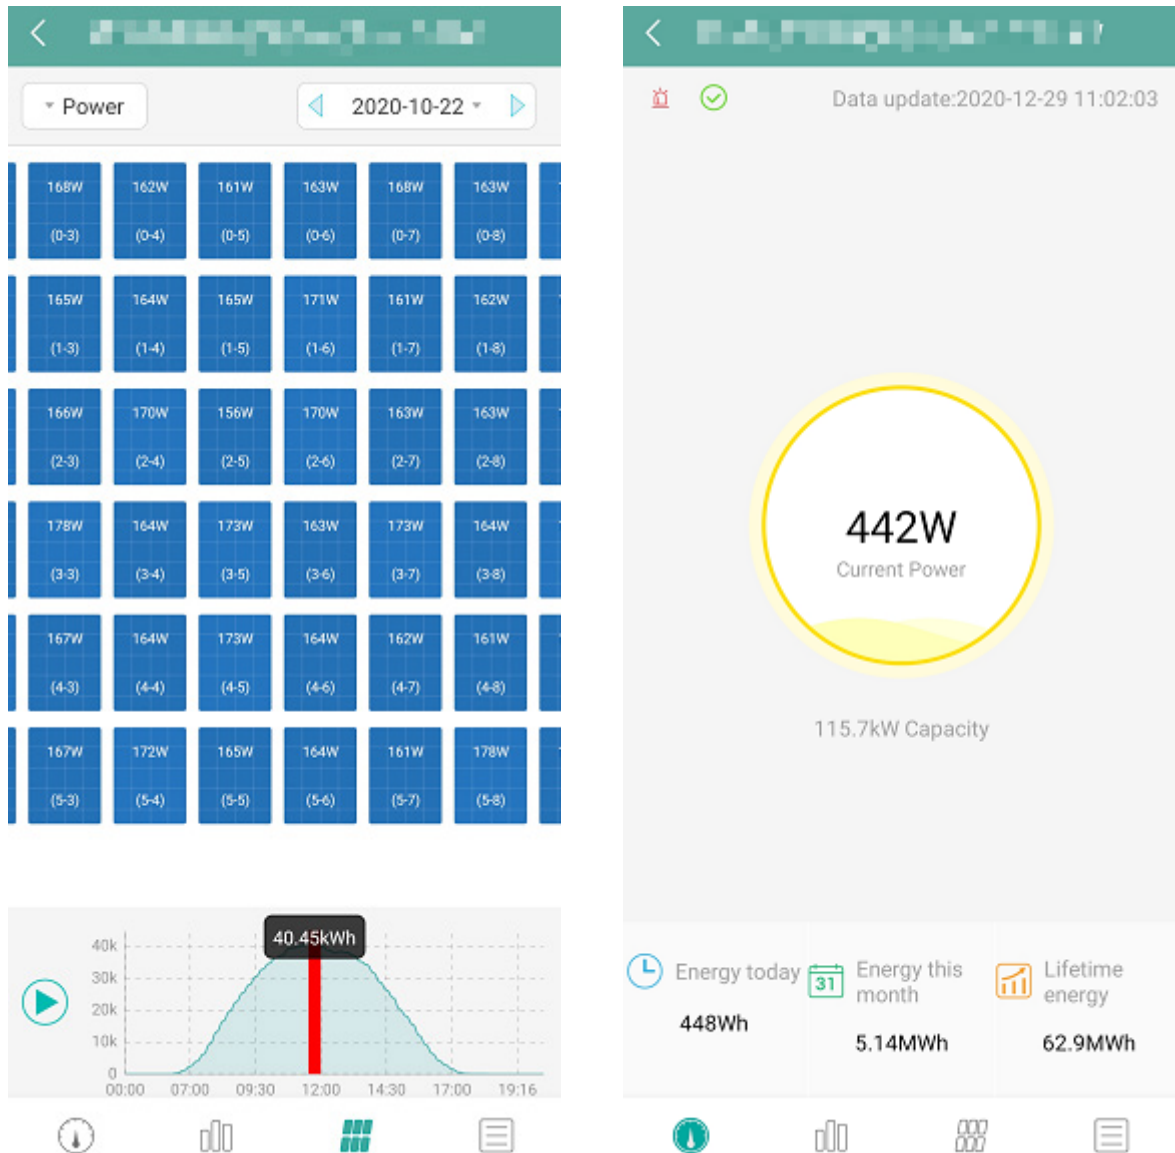 Power
2020-10-22
168W 162W 161W 163W 168W 163W
(0-3) (0-4) (0-5) (0-6) (0-7) (0-8)
165W 164W 165W 171W 161W 162W
(1-3) (1-4) (1-5) (1-6) (1-7) (1-8)
166W 170W 156W 170W 163W 163W
(2-3) (2-4) (2-5) (2-6) (2-7) (2-8)
178W 164W 173W 163W 173W 164W
(3-3) (3-4) (3-5) (3-6) (3-7) (3-8)
167W 164W 173W 164W 162W 161W
(4-3) (4-4) (4-5) (4-6) (4-7) (4-8)
167W 172W 165W 164W 161W 178W
(5-3) (5-4) (5-5) (5-6) (5-7) (5-8)
40.45kWh
40k
30k
20k
10k
0
00:00 07:00 09:30 12:00 14:30 17:00 19:16
Data update:2020-12-29 11:02:03
442W
Current Power
115.7kW Capacity
Energy today
448Wh
31
Energy this
month
5.14MWh
Lifetime
energy
62.9MWh